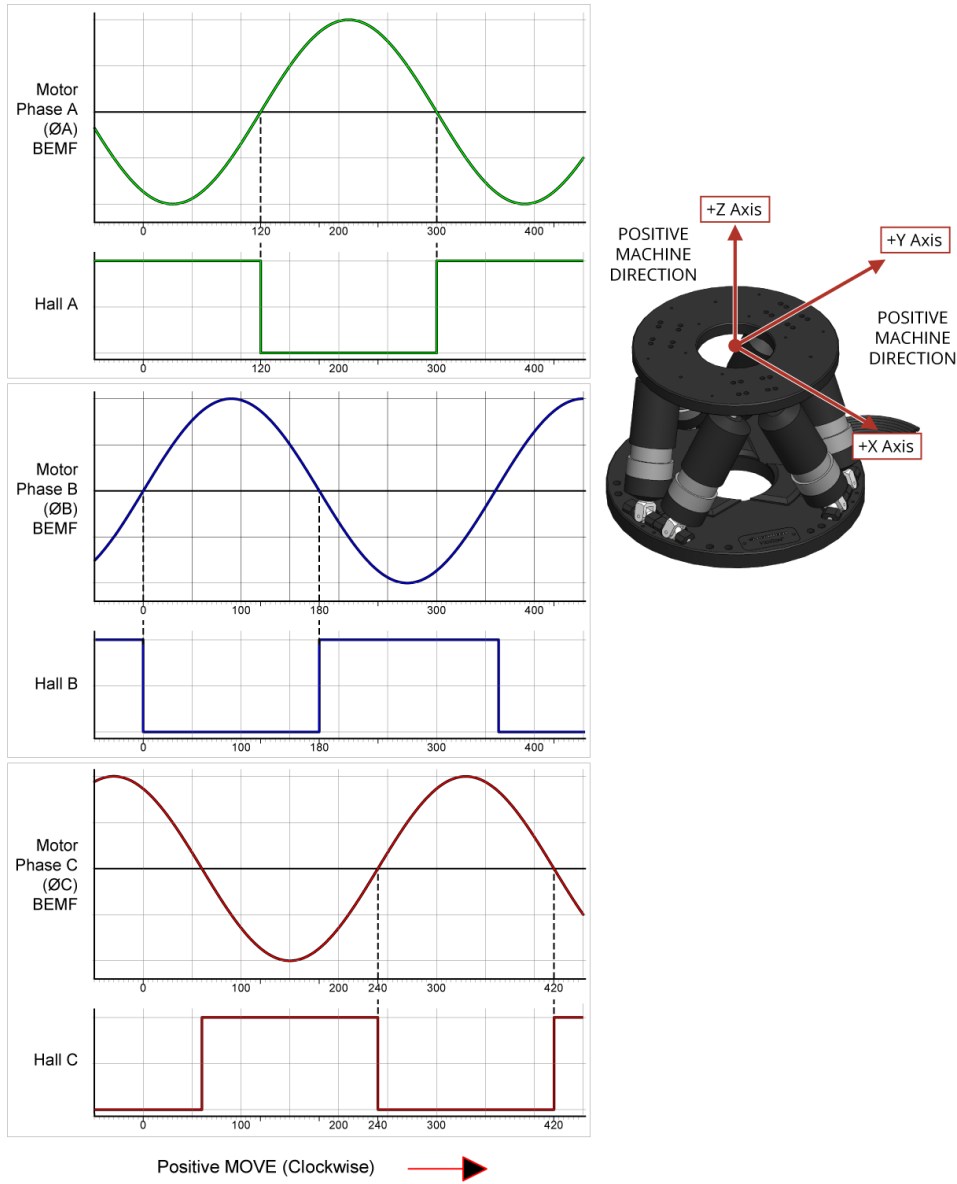 Motor
Phase A
(ØA)
BEMF
0 120 200 300 400
Hall A
0 120 200 300 400
Motor
Phase B
(ØB)
BEMF
0 100 180 300 400
Hall B
0 100 180 300 400
Motor
Phase C
(ØC)
BEMF
0 100 200 240 300 420
Hall C
0 100 200 240 300 420
Positive MOVE (Clockwise)
+Z Axis
POSITIVE
MACHINE
DIRECTION
+Y Axis
POSITIVE
MACHINE
DIRECTION
+X Axis